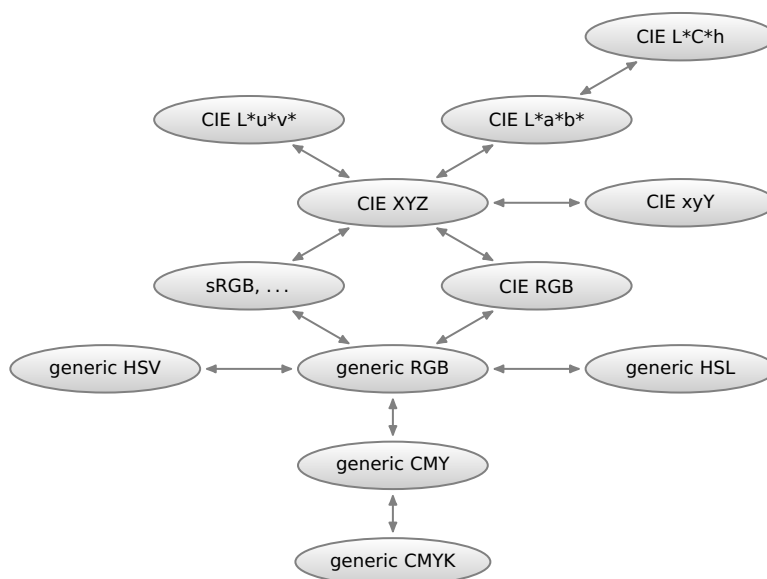 CIE L*C*h
CIE L*u*v*
CIE L*a*b*
CIE XYZ
CIE xyY
sRGB, ...
CIE RGB
generic HSV
generic RGB
generic HSL
generic CMY
generic CMYK